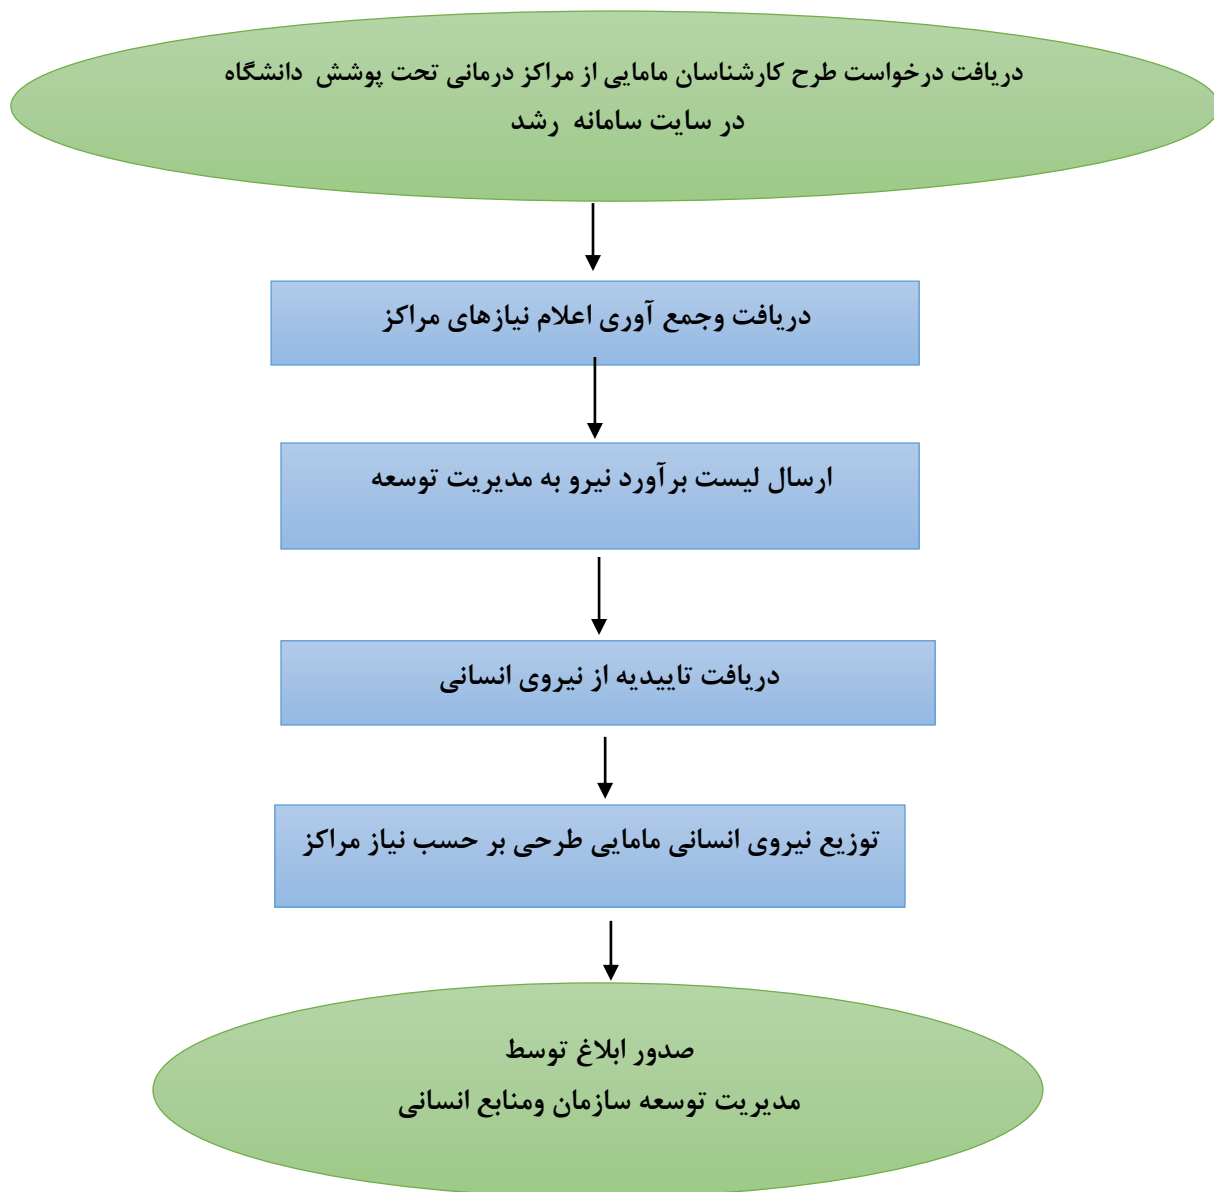 دریافت درخواست طرح کارشناسان مامایی از مراکز درمانی تحت پوشش دانشگاه
در سایت سامانه رشد
دریافت وجمع آوری اعلام نیازهای مراکز
ارسال لیست برآورد نیرو به مدیریت توسعه
دریافت تاییدیه از نیروی انسانی
توزیع نیروی انسانی مامایی طرحی بر حسب نیاز مراکز
صدور ابلاغ توسط
مدیریت توسعه سازمان ومنابع انسانی